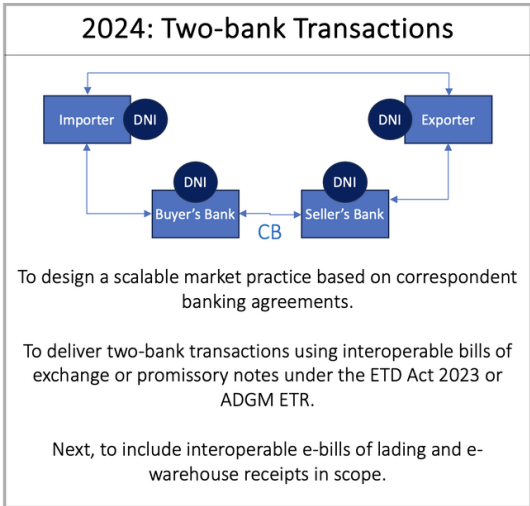 2024: Two-bank Transactions
Importer
DNI
DNI
Exporter
DNI
DNI
Buyer's Bank
Seller's Bank
CB
To design a scalable market practice based on correspondent
banking agreements.
To deliver two-bank transactions using interoperable bills of
exchange or promissory notes under the ETD Act 2023 or
ADGM ETR.
Next, to include interoperable e-bills of lading and e-
warehouse receipts in scope.